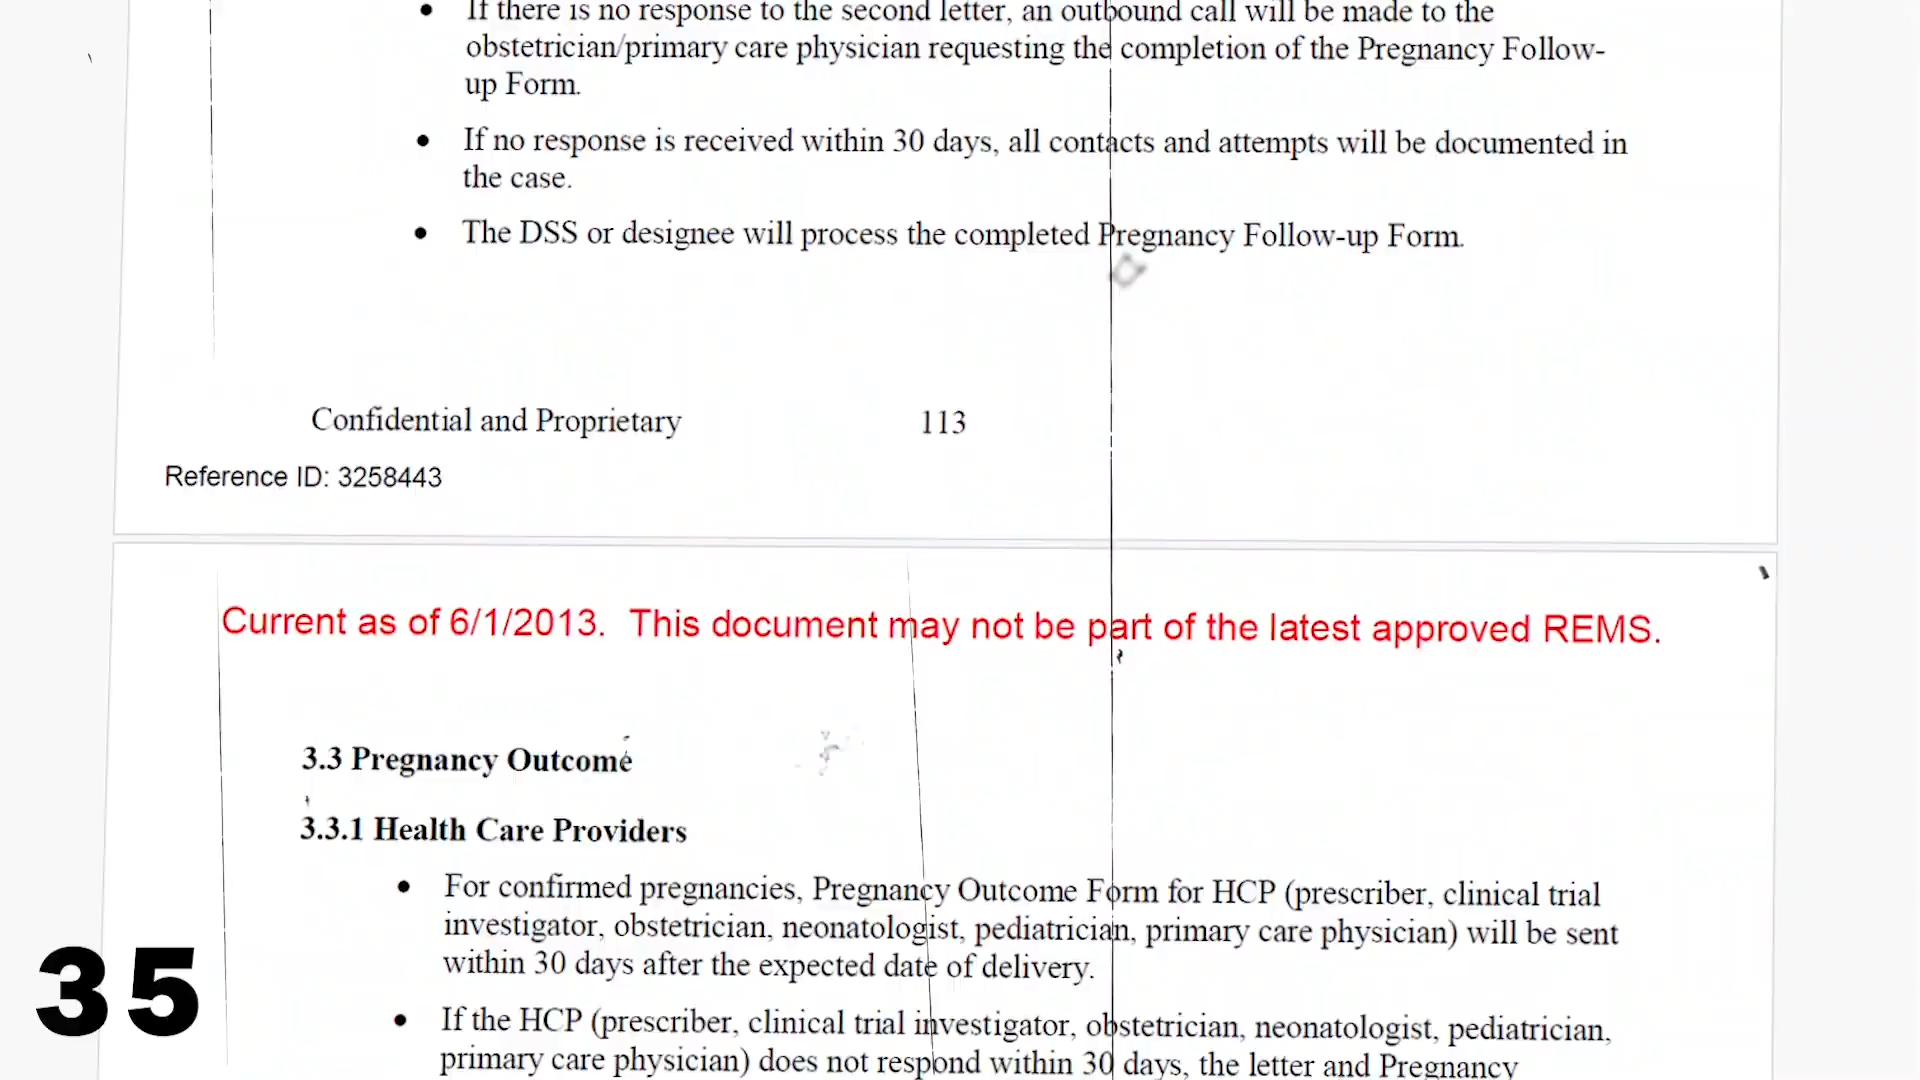 • If there is no response to the second letter, an outbound call will be made to the
obstetrician/primary care physician requesting the completion of the Pregnancy Follow-
up Form.
• If no response is received within 30 days, all contacts and attempts will be documented in
the case.
• The DSS or designee will process the completed Pregnancy Follow-up Form.
Confidential and Proprietary 113
Reference ID: 3258443
Current as of 6/1/2013. This document may not be part of the latest approved REMS.
3.3 Pregnancy Outcome
3.3.1 Health Care Providers
• For confirmed pregnancies, Pregnancy Outcome Form for HCP (prescriber, clinical trial
investigator, obstetrician, neonatologist, pediatrician, primary care physician) will be sent
within 30 days after the expected date of delivery.
• If the HCP (prescriber, clinical trial investigator, obstetrician, neonatologist, pediatrician,
primary care physician) does not respond within 30 days, the letter and Pregnancy
35